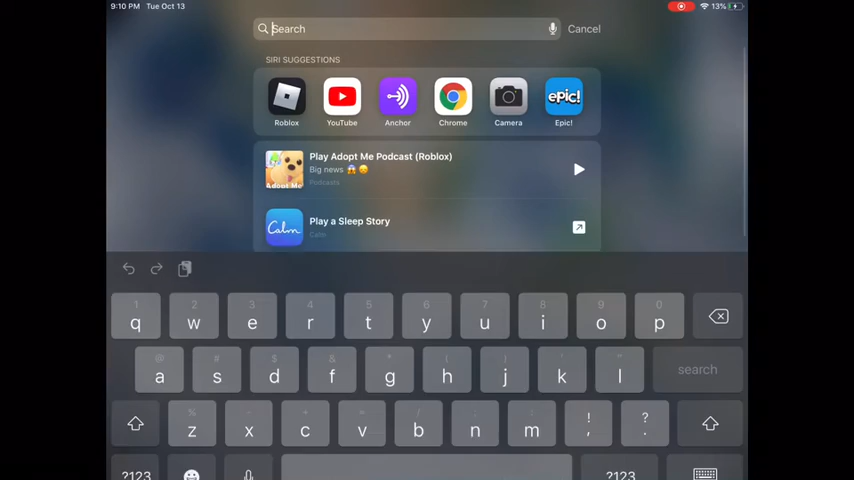 9:10 PM Tue Oct 13 13%
Search Cancel
SIRI SUGGESTIONS
epic!
Roblox YouTube Anchor Chrome Camera Epic!
Play Adopt Me Podcast (Roblox)
Big news 😱
Podcasts
Adopt Me
Play a Sleep Story
Calm
Calm
1 2 3 4 5 6 7 8 9 0
q w e r t y u i o p
@ # $ & * ( ) ' "
a s d f g h j k l search
% - + = / ; : ! ?
z x c v b n m , .
?123 ?123